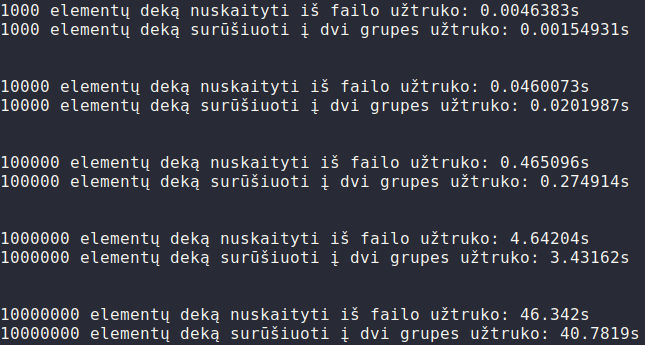 1000 elementų deką nuskaityti iš failo užtruko: 0.0046383s
1000 elementų deką surūšiuoti į dvi grupes užtruko: 0.00154931s
10000 elementų deką nuskaityti iš failo užtruko: 0.0460073s
10000 elementų deką surūšiuoti į dvi grupes užtruko: 0.0201987s
100000 elementų deką nuskaityti iš failo užtruko: 0.465096s
100000 elementų deką surūšiuoti į dvi grupes užtruko: 0.274914s
1000000 elementų deką nuskaityti iš failo užtruko: 4.64204s
1000000 elementų deką surūšiuoti į dvi grupes užtruko: 3.43162s
10000000 elementų deką nuskaityti iš failo užtruko: 46.342s
10000000 elementų deką surūšiuoti į dvi grupes užtruko: 40.7819s